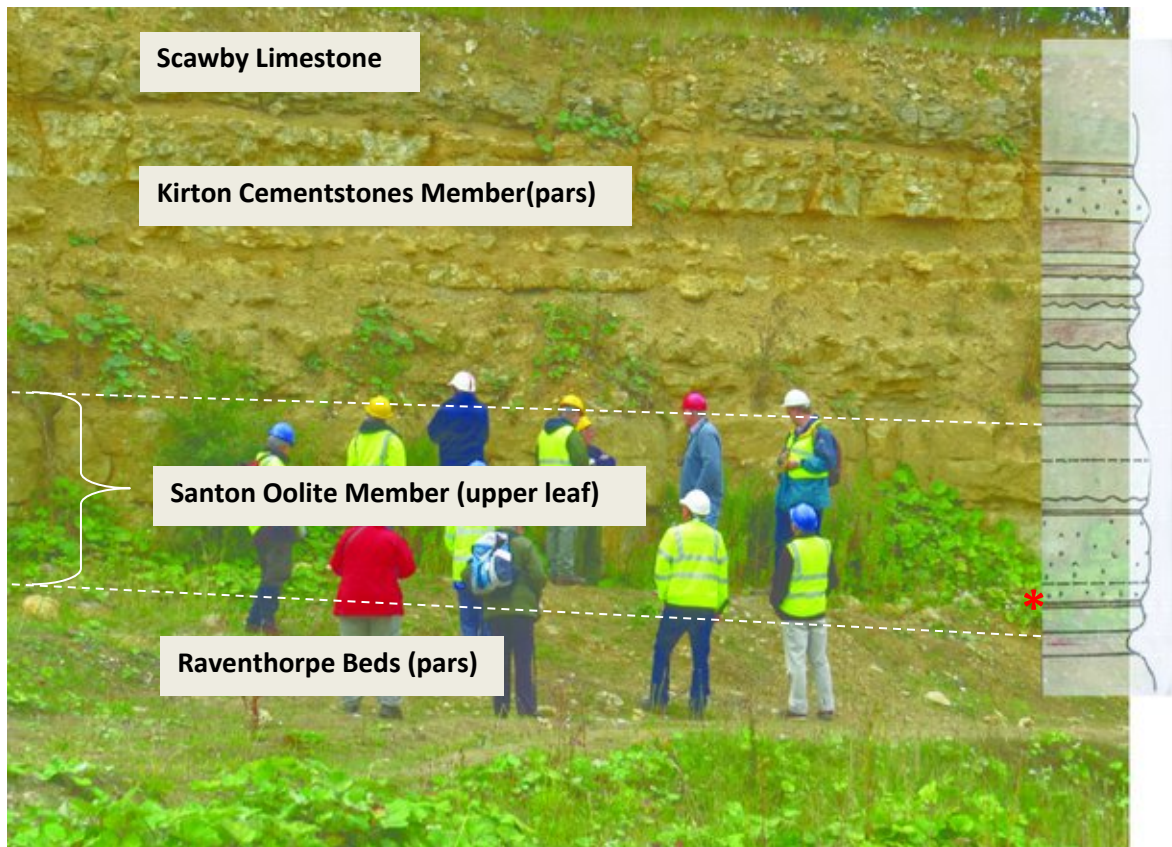 Scawby Limestone
Kirton Cementstones Member(pars)
Santon Oolite Member (upper leaf)
*
Raventhorpe Beds (pars)